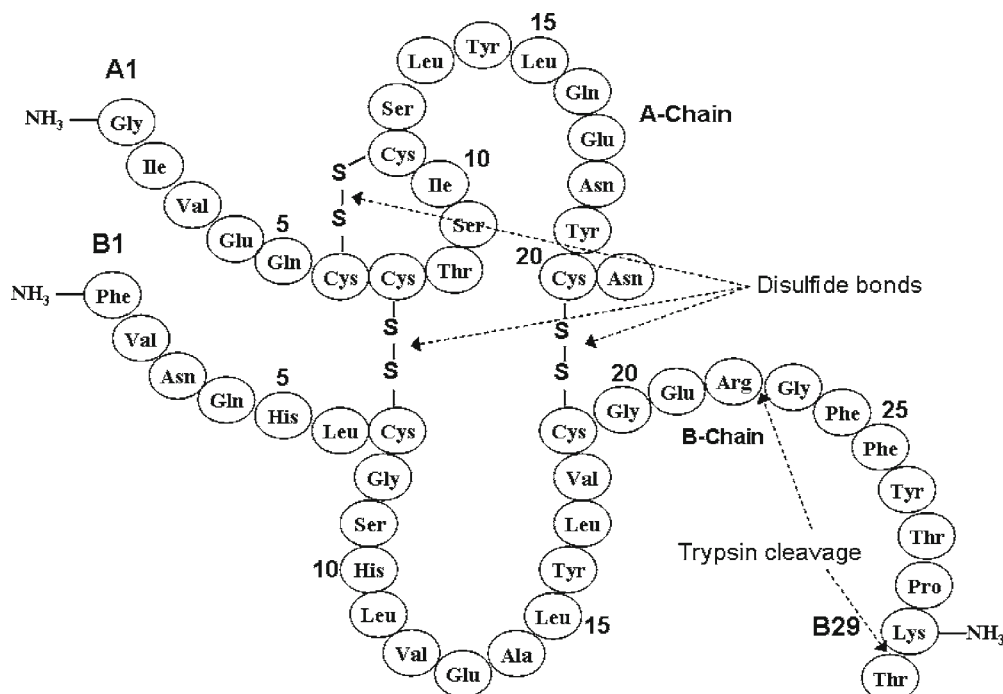 A1
NH3
Gly
Ile
Val
Glu
5
Gln
Cys
Cys
Thr
Ser
Ile
10
Cys
Ser
Leu
Tyr
15
Leu
Gln
Glu
Asn
Tyr
20
Cys
Asn
A-Chain
S
S
S
S
S
S
Disulfide bonds
B1
NH3
Phe
Val
Asn
Gln
5
His
Leu
Cys
Gly
Ser
10
His
Leu
Val
Glu
Ala
Leu
15
Tyr
Leu
Val
Cys
20
Gly
Glu
Arg
Gly
Phe
25
Phe
Tyr
Thr
Pro
B29
Lys
NH3
Thr
B-Chain
Trypsin cleavage